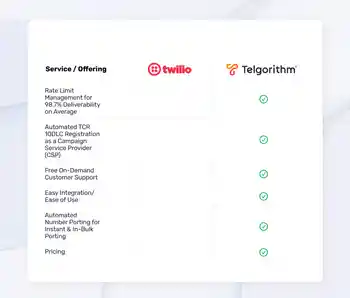 Service / Offering
twilio
Telgorithm
Rate Limit
Management for
98.7% Deliverability
on Average
Automated TCR
10DLC Registration
as a Campaign
Service Provider
(CSP)
Free On-Demand
Customer Support
Easy Integration/
Ease of Use
Automated
Number Porting for
Instant & In-Bulk
Porting
Pricing